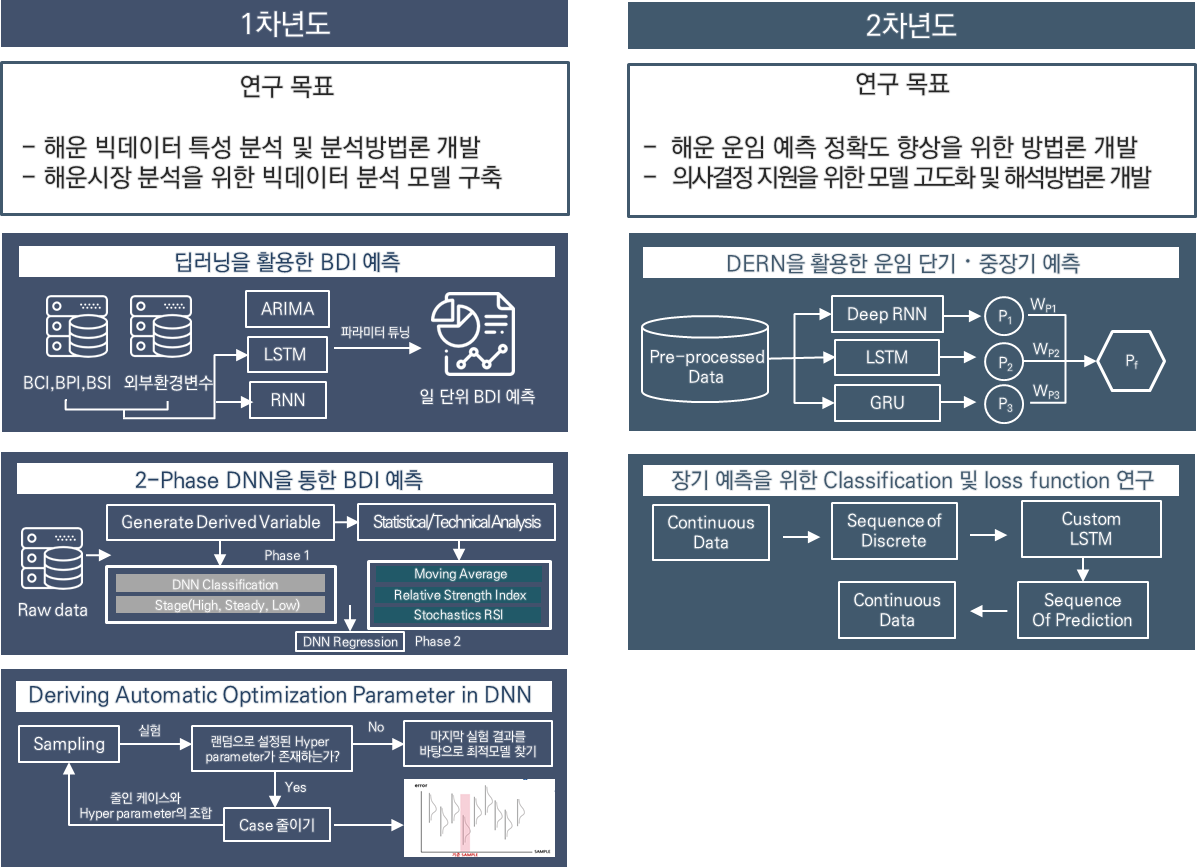 1차년도
연구 목표
- 해운 빅데이터 특성 분석 및 분석방법론 개발
- 해운시장 분석을 위한 빅데이터 분석 모델 구축
딥러닝을 활용한 BDI 예측
BCI,BPI,BSI
외부환경변수
ARIMA
LSTM
RNN
파라미터 튜닝
일 단위 BDI 예측
2-Phase DNN을 통한 BDI 예측
Raw data
Generate Derived Variable
Statistical/Technical Analysis
Phase 1
DNN Classification
Stage(High, Steady, Low)
Moving Average
Relative Strength Index
Stochastics RSI
DNN Regression
Phase 2
Deriving Automatic Optimization Parameter in DNN
Sampling
실험
랜덤으로 설정된 Hyper
parameter가 존재하는가?
No
마지막 실험 결과를
바탕으로 최적모델 찾기
Yes
줄인 케이스와
Hyper parameter의 조합
Case 줄이기
error
SAMPLE
기준 SAMPLE
2차년도
연구 목표
- 해운 운임 예측 정확도 향상을 위한 방법론 개발
- 의사결정 지원을 위한 모델 고도화 및 해석방법론 개발
DERN을 활용한 운임 단기・중장기 예측
Pre-processed
Data
Deep RNN
LSTM
GRU
P1
P2
P3
WP1
WP2
WP3
Pf
장기 예측을 위한 Classification 및 loss function 연구
Continuous
Data
Sequence of
Discrete
Custom
LSTM
Continuous
Data
Sequence
Of Prediction